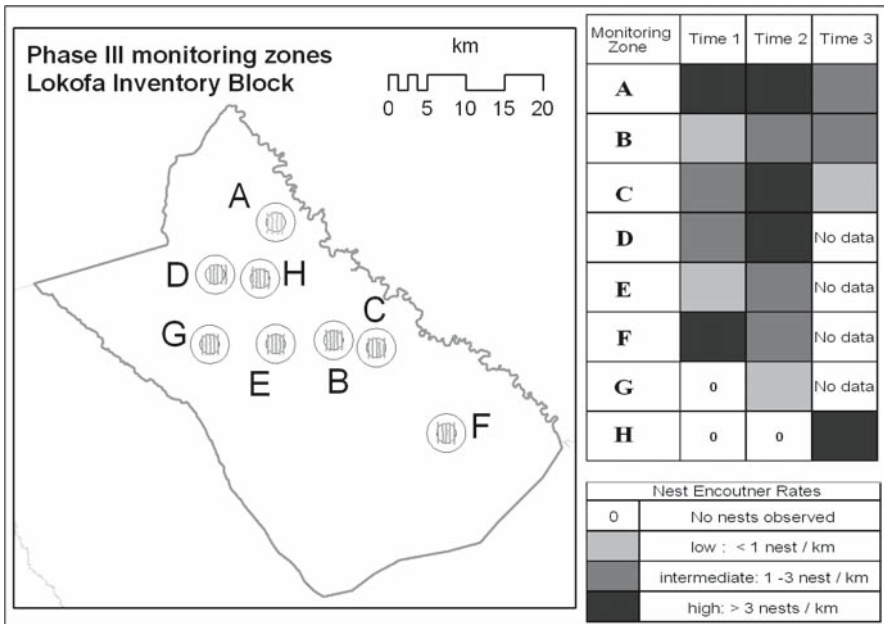 Phase III monitoring zones
Lokofa Inventory Block
km
0 5 10 15 20
A
D
H
C
G
E
B
F
Monitoring Zone Time 1 Time 2 Time 3
A
B
C
D No data
E No data
F No data
G 0 No data
H 0 0
Nest Encoutner Rates
0 No nests observed
low : < 1 nest / km
intermediate: 1 -3 nest / km
high: > 3 nests / km